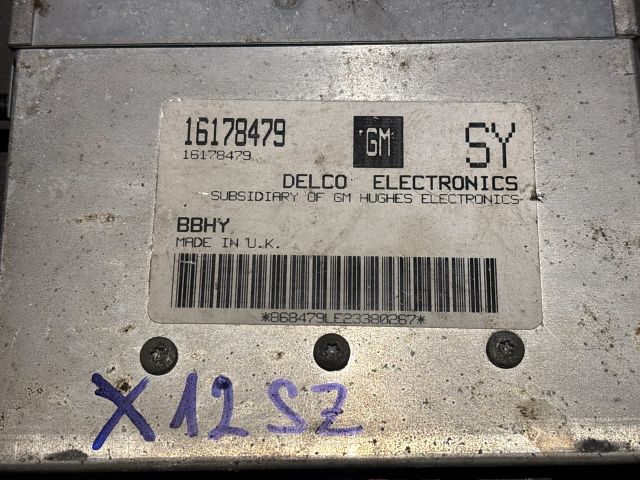 16178479
16178479
GM
SY
DELCO ELECTRONICS
SUBSIDIARY OF GM HUGHES ELECTRONICS
BBHY
MADE IN U.K.
*868479LE23380267*
X12SZ